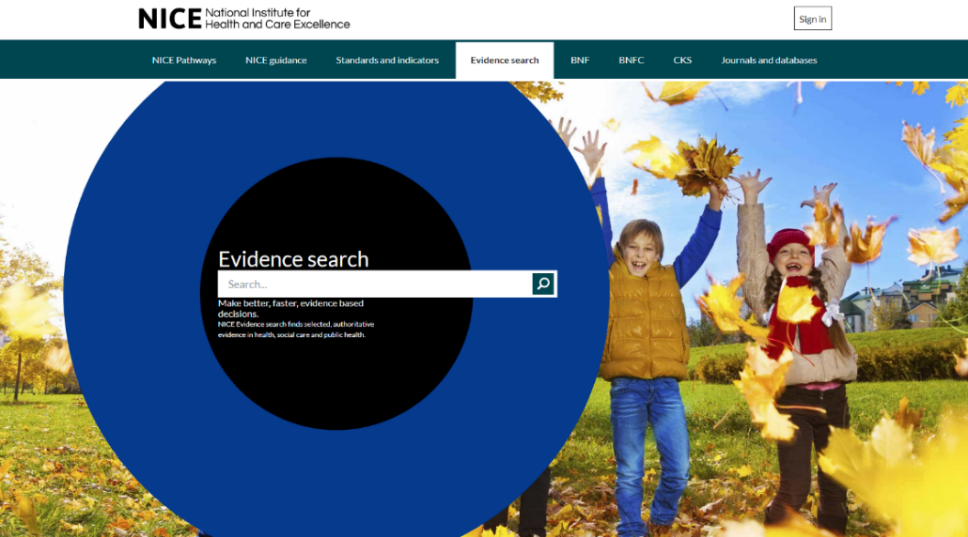 NICE National Institute for
Health and Care Excellence
Sign in
NICE Pathways NICE guidance Standards and indicators Evidence search BNF BNFC CKS Journals and databases
Evidence search
Search...
Make better, faster, evidence based
decisions.
NICE Evidence search finds selected, authoritative
evidence in health, social care and public health.